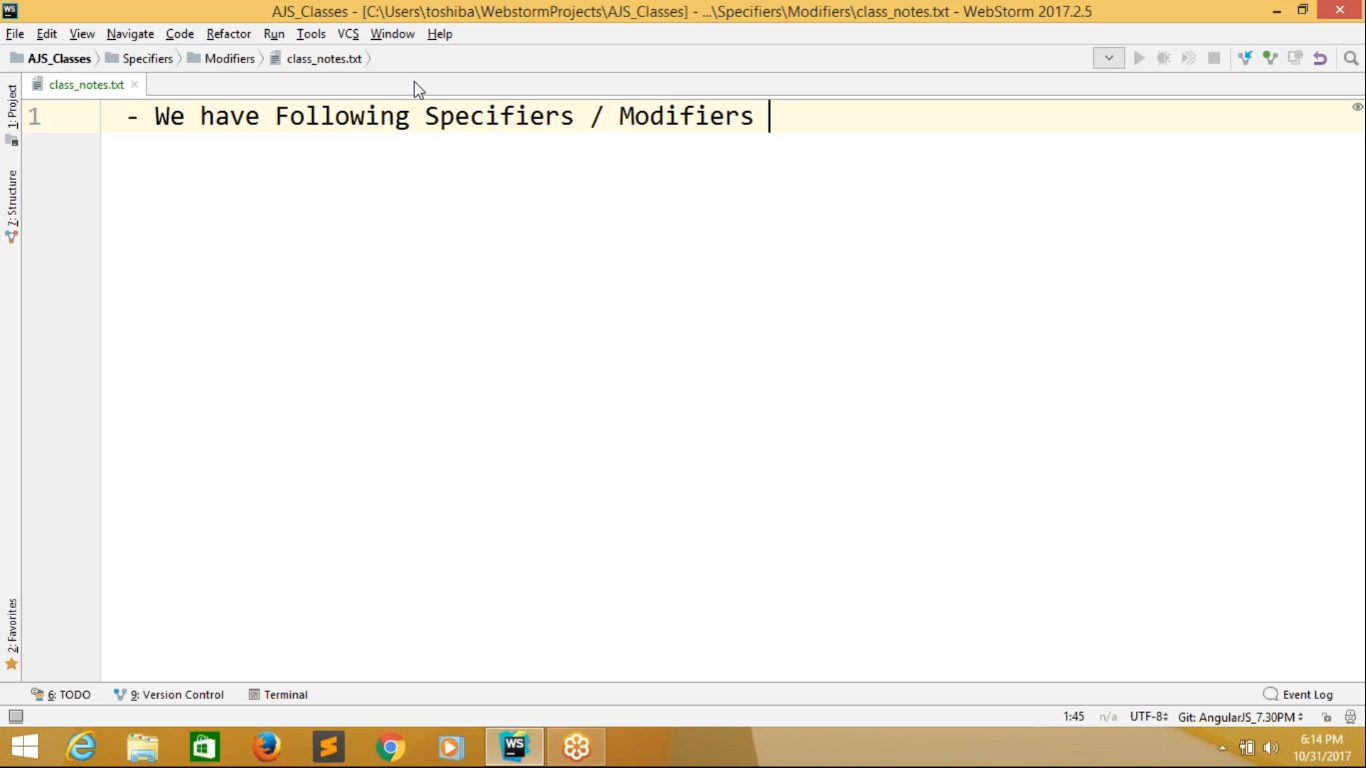 WS AJS_Classes - [C:\Users\toshiba\WebstormProjects\AJS_Classes] - ...\Specifiers\Modifiers\class_notes.txt - WebStorm 2017.2.5
File Edit View Navigate Code Refactor Run Tools VCS Window Help
AJS_Classes Specifiers Modifiers class_notes.txt
class_notes.txt
1: Project
1 - We have Following Specifiers / Modifiers
7: Structure
2: Favorites
6: TODO 9: Version Control Terminal Event Log
1:45 n/a UTF-8 Git: AngularJS_7.30PM
WS
6:14 PM
10/31/2017